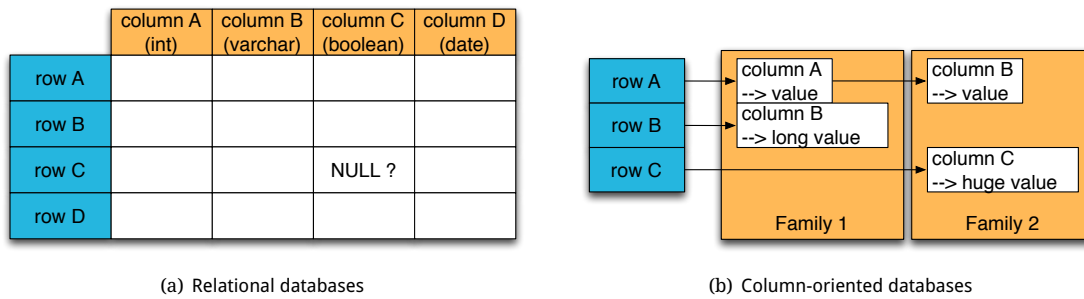 column A
(int)
column B
(varchar)
column C
(boolean)
column D
(date)
row A
row B
row C
NULL ?
row D
(a) Relational databases
row A
row B
row C
column A
--> value
column B
--> value
column B
--> long value
column C
--> huge value
Family 1
Family 2
(b) Column-oriented databases